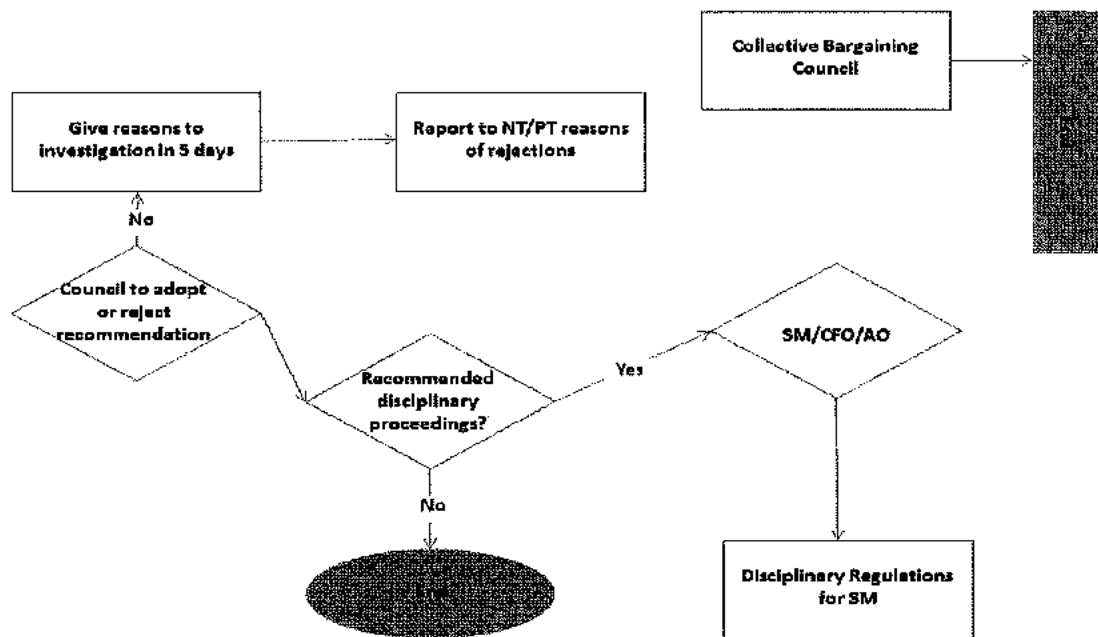 Collective Bargaining
Council
Give reasons to
investigation in 5 days
Report to NT/PT reasons
of rejections
No
Council to adopt
or reject
recommendation
SM/CFO/AO
Yes
Recommended
disciplinary
proceedings?
No
Disciplinary Regulations
for SM